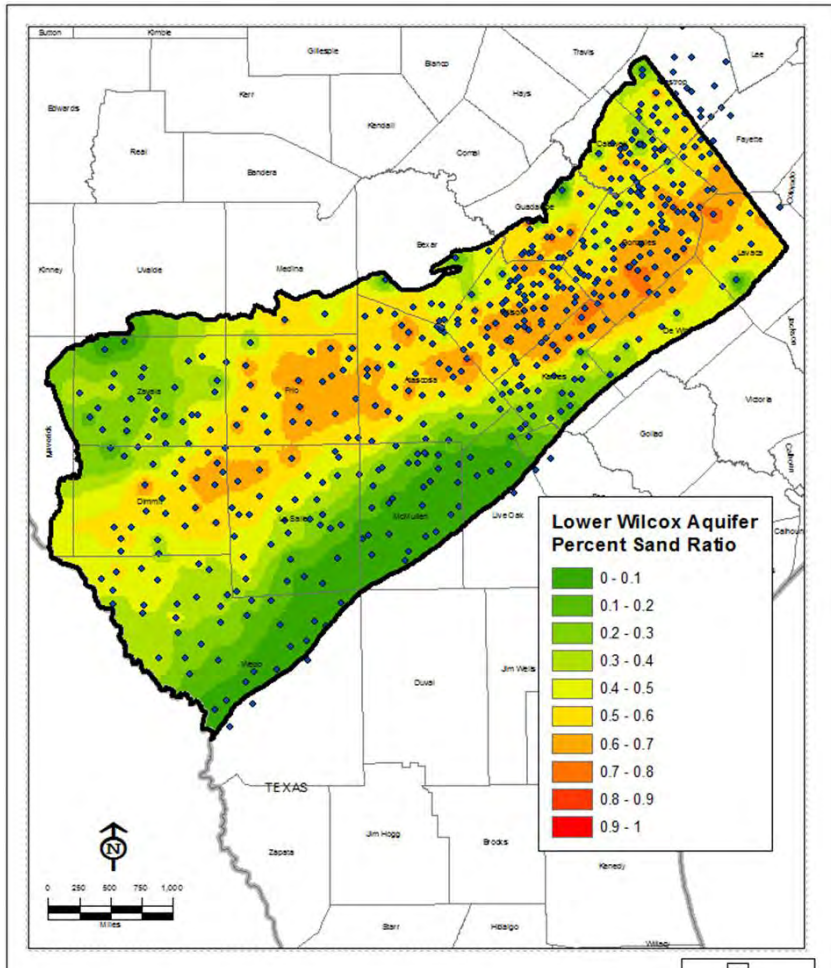 Sutton Kimble
Gillespie Travis Lee
Blanco
Edwards Kerr Hays
Kendall Fayette
Real Comal Caldwell
Bandera Colorado
Guadalupe
Bexar Gonzales Lavaca
Kinney Uvalde Medina
Jackson
De Witt
Zavala Frio Atascosa Karnes
Victoria
Maverick Goliad
Calhoun
Dimmit La Salle McMullen Live Oak
Calhoun
Lower Wilcox Aquifer
Percent Sand Ratio
0 - 0.1
0.1 - 0.2
0.2 - 0.3
0.3 - 0.4
0.4 - 0.5
0.5 - 0.6
0.6 - 0.7
0.7 - 0.8
0.8 - 0.9
0.9 - 1
Webb
Duval Jim Wells
TEXAS
Jim Hogg
Zapata Brooks
Kenedy
N
0 250 500 750 1,000
Miles
Starr Hidalgo
Willacy